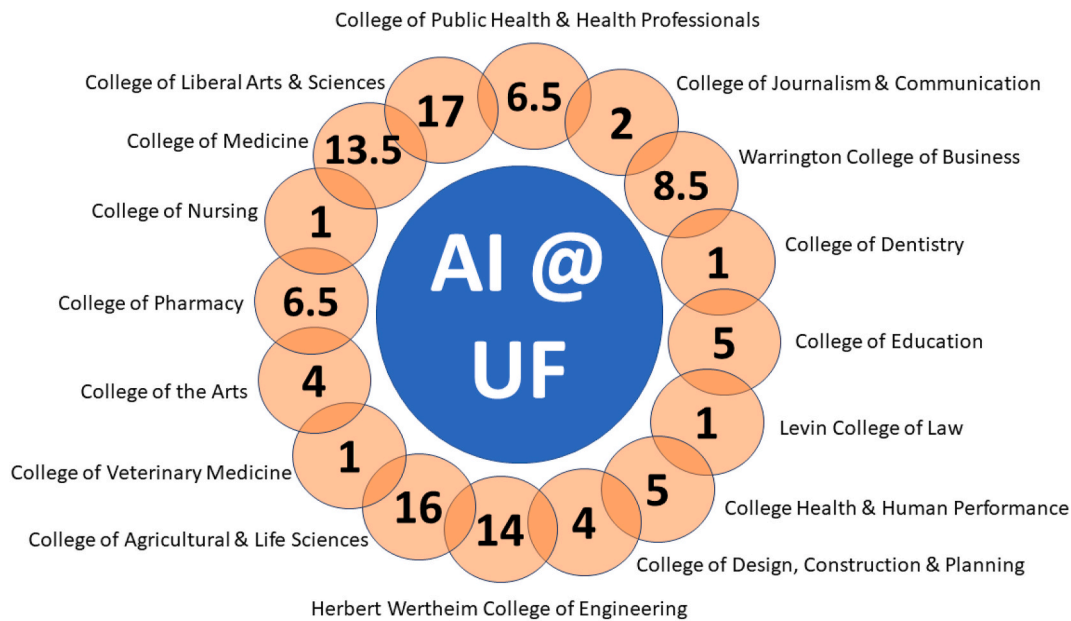 College of Public Health & Health Professionals
6.5
College of Journalism & Communication
2
Warrington College of Business
8.5
College of Dentistry
1
College of Education
5
Levin College of Law
1
College Health & Human Performance
5
College of Design, Construction & Planning
4
Herbert Wertheim College of Engineering
14
College of Agricultural & Life Sciences
16
College of Veterinary Medicine
1
College of the Arts
4
College of Pharmacy
6.5
College of Nursing
1
College of Medicine
13.5
College of Liberal Arts & Sciences
17
AI @
UF